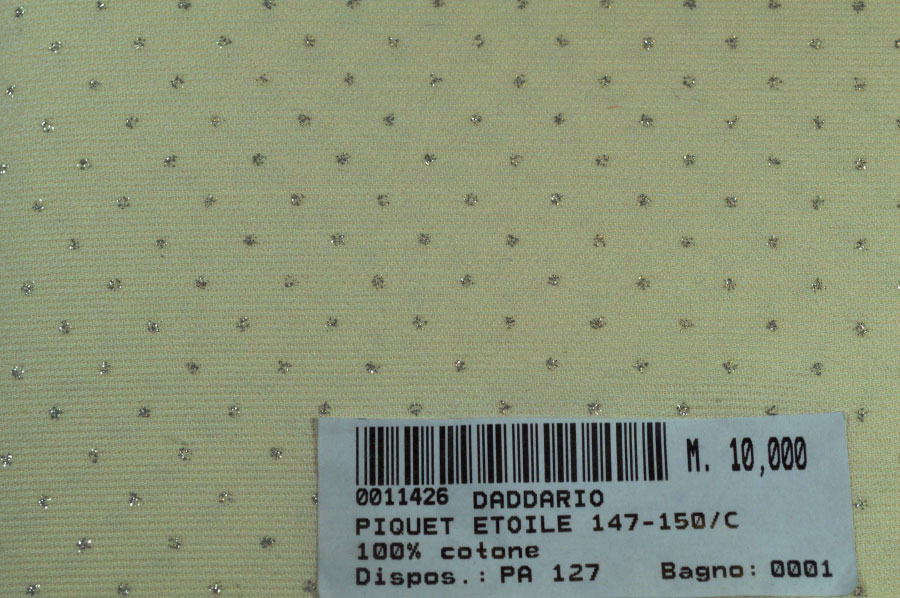 M. 10,000
0011426 DADDARIO
PIQUET ETOILE 147-150/C
100% cotone
Dispos.: PA 127 Bagno: 0001